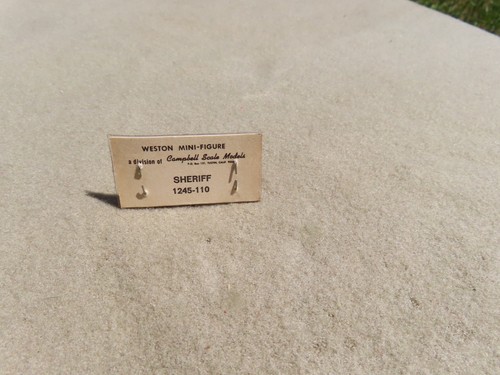 WESTON MINI-FIGURE
a division of Campbell Scale Models
SHERIFF
1245-110